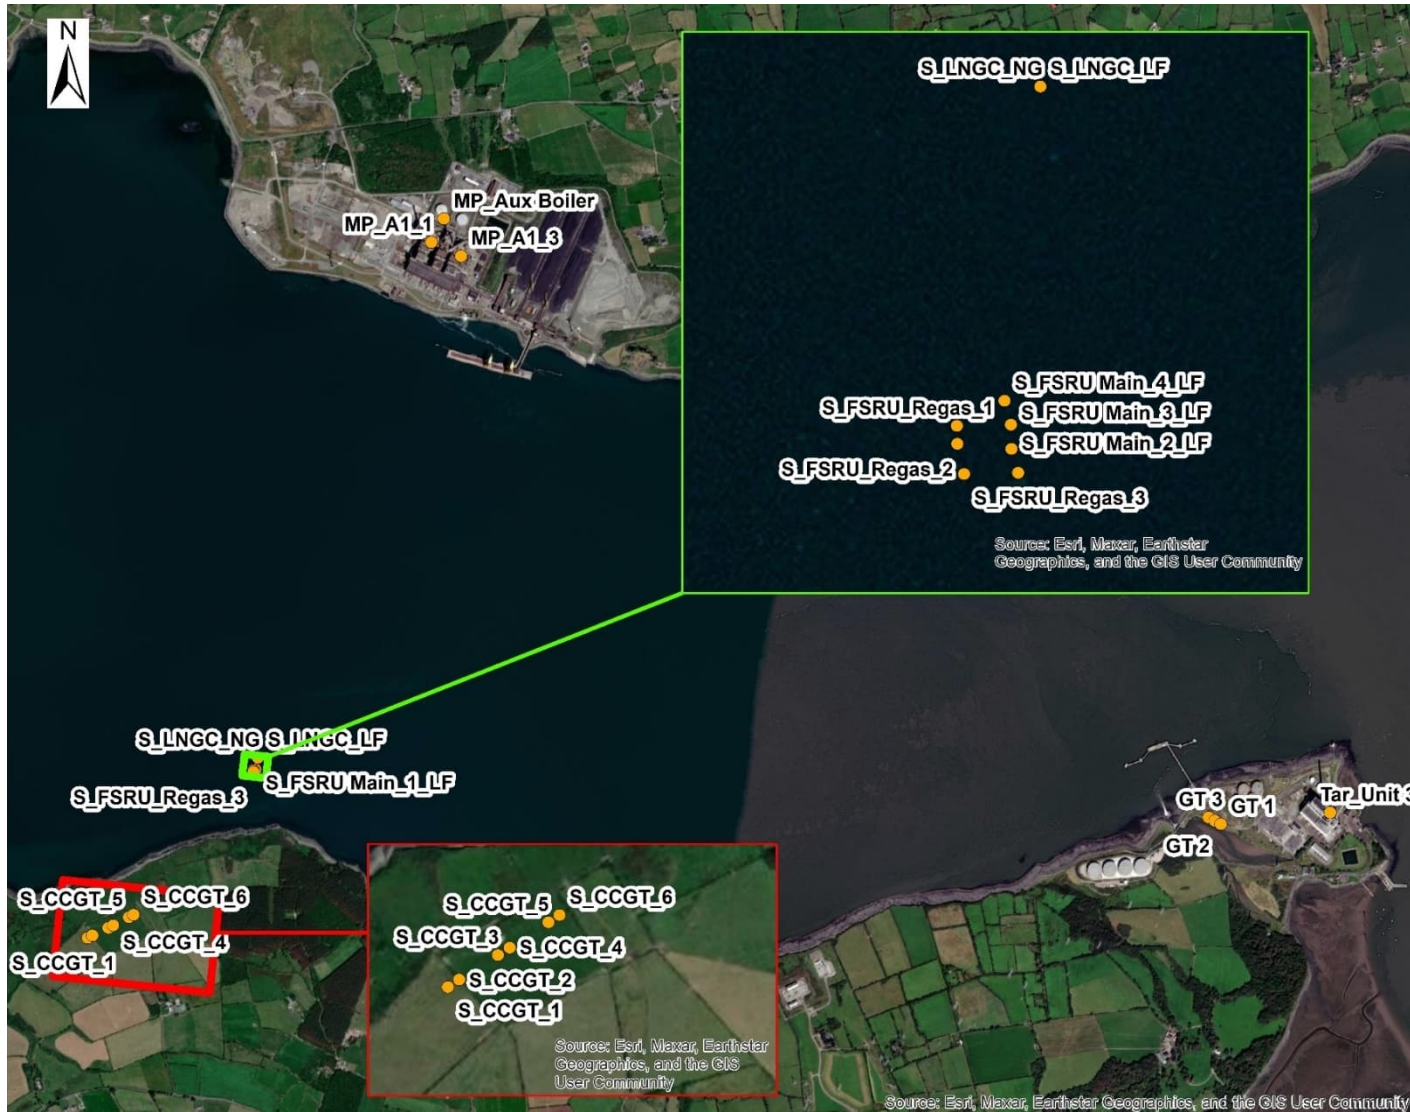 N
S_LNGC_NG S_LNGC_LF
MP_Aux Boiler
MP_A1_1
MP_A1_3
S_FSRU Main_4_LF
S_FSRU_Regas_1
S_FSRU Main_3_LF
S_FSRU Main_2_LF
S_FSRU_Regas_2
S_FSRU_Regas_3
Source: Esri, Maxar, Earthstar
Geographics, and the GIS User Community
S_LNGC_NG S_LNGC_LF
S_FSRU Main_1_LF
S_FSRU_Regas_3
GT 3
GT 1
Tar_Unit 3
GT 2
S_CCGT_5
S_CCGT_6
S_CCGT_4
S_CCGT_1
S_CCGT_5
S_CCGT_6
S_CCGT_3
S_CCGT_4
S_CCGT_2
S_CCGT_1
Source: Esri, Maxar, Earthstar
Geographics, and the GIS
User Community
Source: Esri, Maxar, Earthstar Geographics, and the GIS User Community